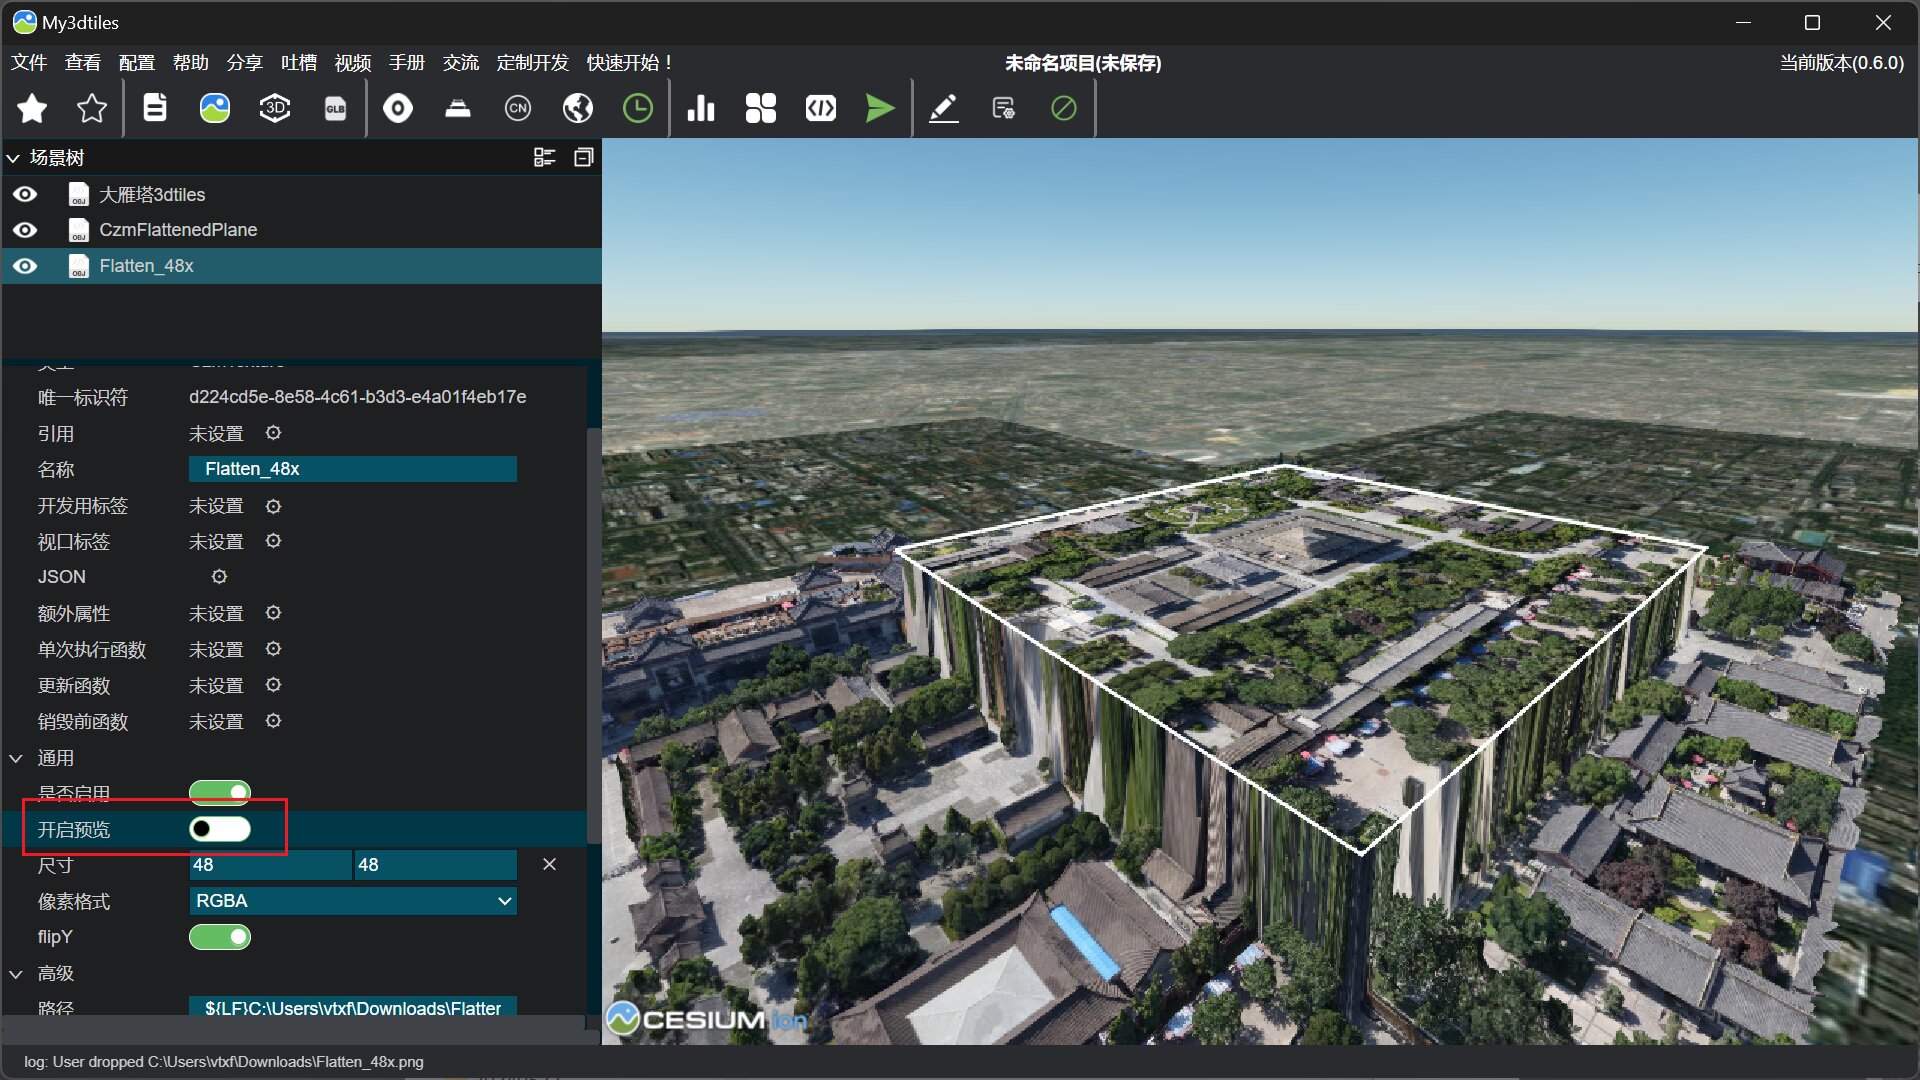 My3dtiles
文件 查看 配置 帮助 分享 吐槽 视频 手册 交流 定制开发 快速开始！ 未命名项目(未保存) 当前版本(0.6.0)
3D GLB CN
场景树
OBJ 大雁塔3dtiles
OBJ CzmFlattenedPlane
OBJ Flatten_48x
唯一标识符 d224cd5e-8e58-4c61-b3d3-e4a01f4eb17e
引用 未设置
名称 Flatten_48x
开发用标签 未设置
视口标签 未设置
JSON
额外属性 未设置
单次执行函数 未设置
更新函数 未设置
销毁前函数 未设置
通用
是否启用
开启预览
尺寸 48 48
像素格式 RGBA
flipY
高级
路径 ${LF}C:\Users\vtxf\Downloads\Flatter
CESIUM ion
log: User dropped C:\Users\vtxf\Downloads\Flatten_48x.png